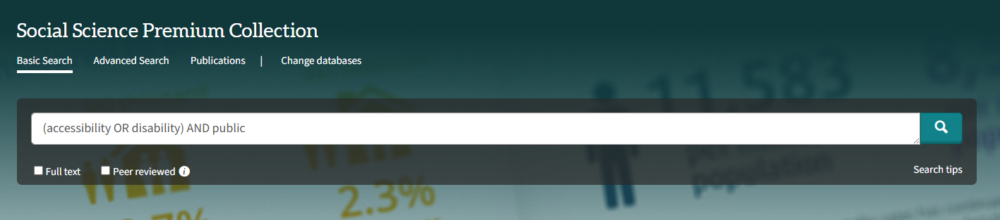 Social Science Premium Collection
Basic Search Advanced Search Publications | Change databases
(accessibility OR disability) AND public
Full text Peer reviewed i
Search tips
11,583
population
2.3%